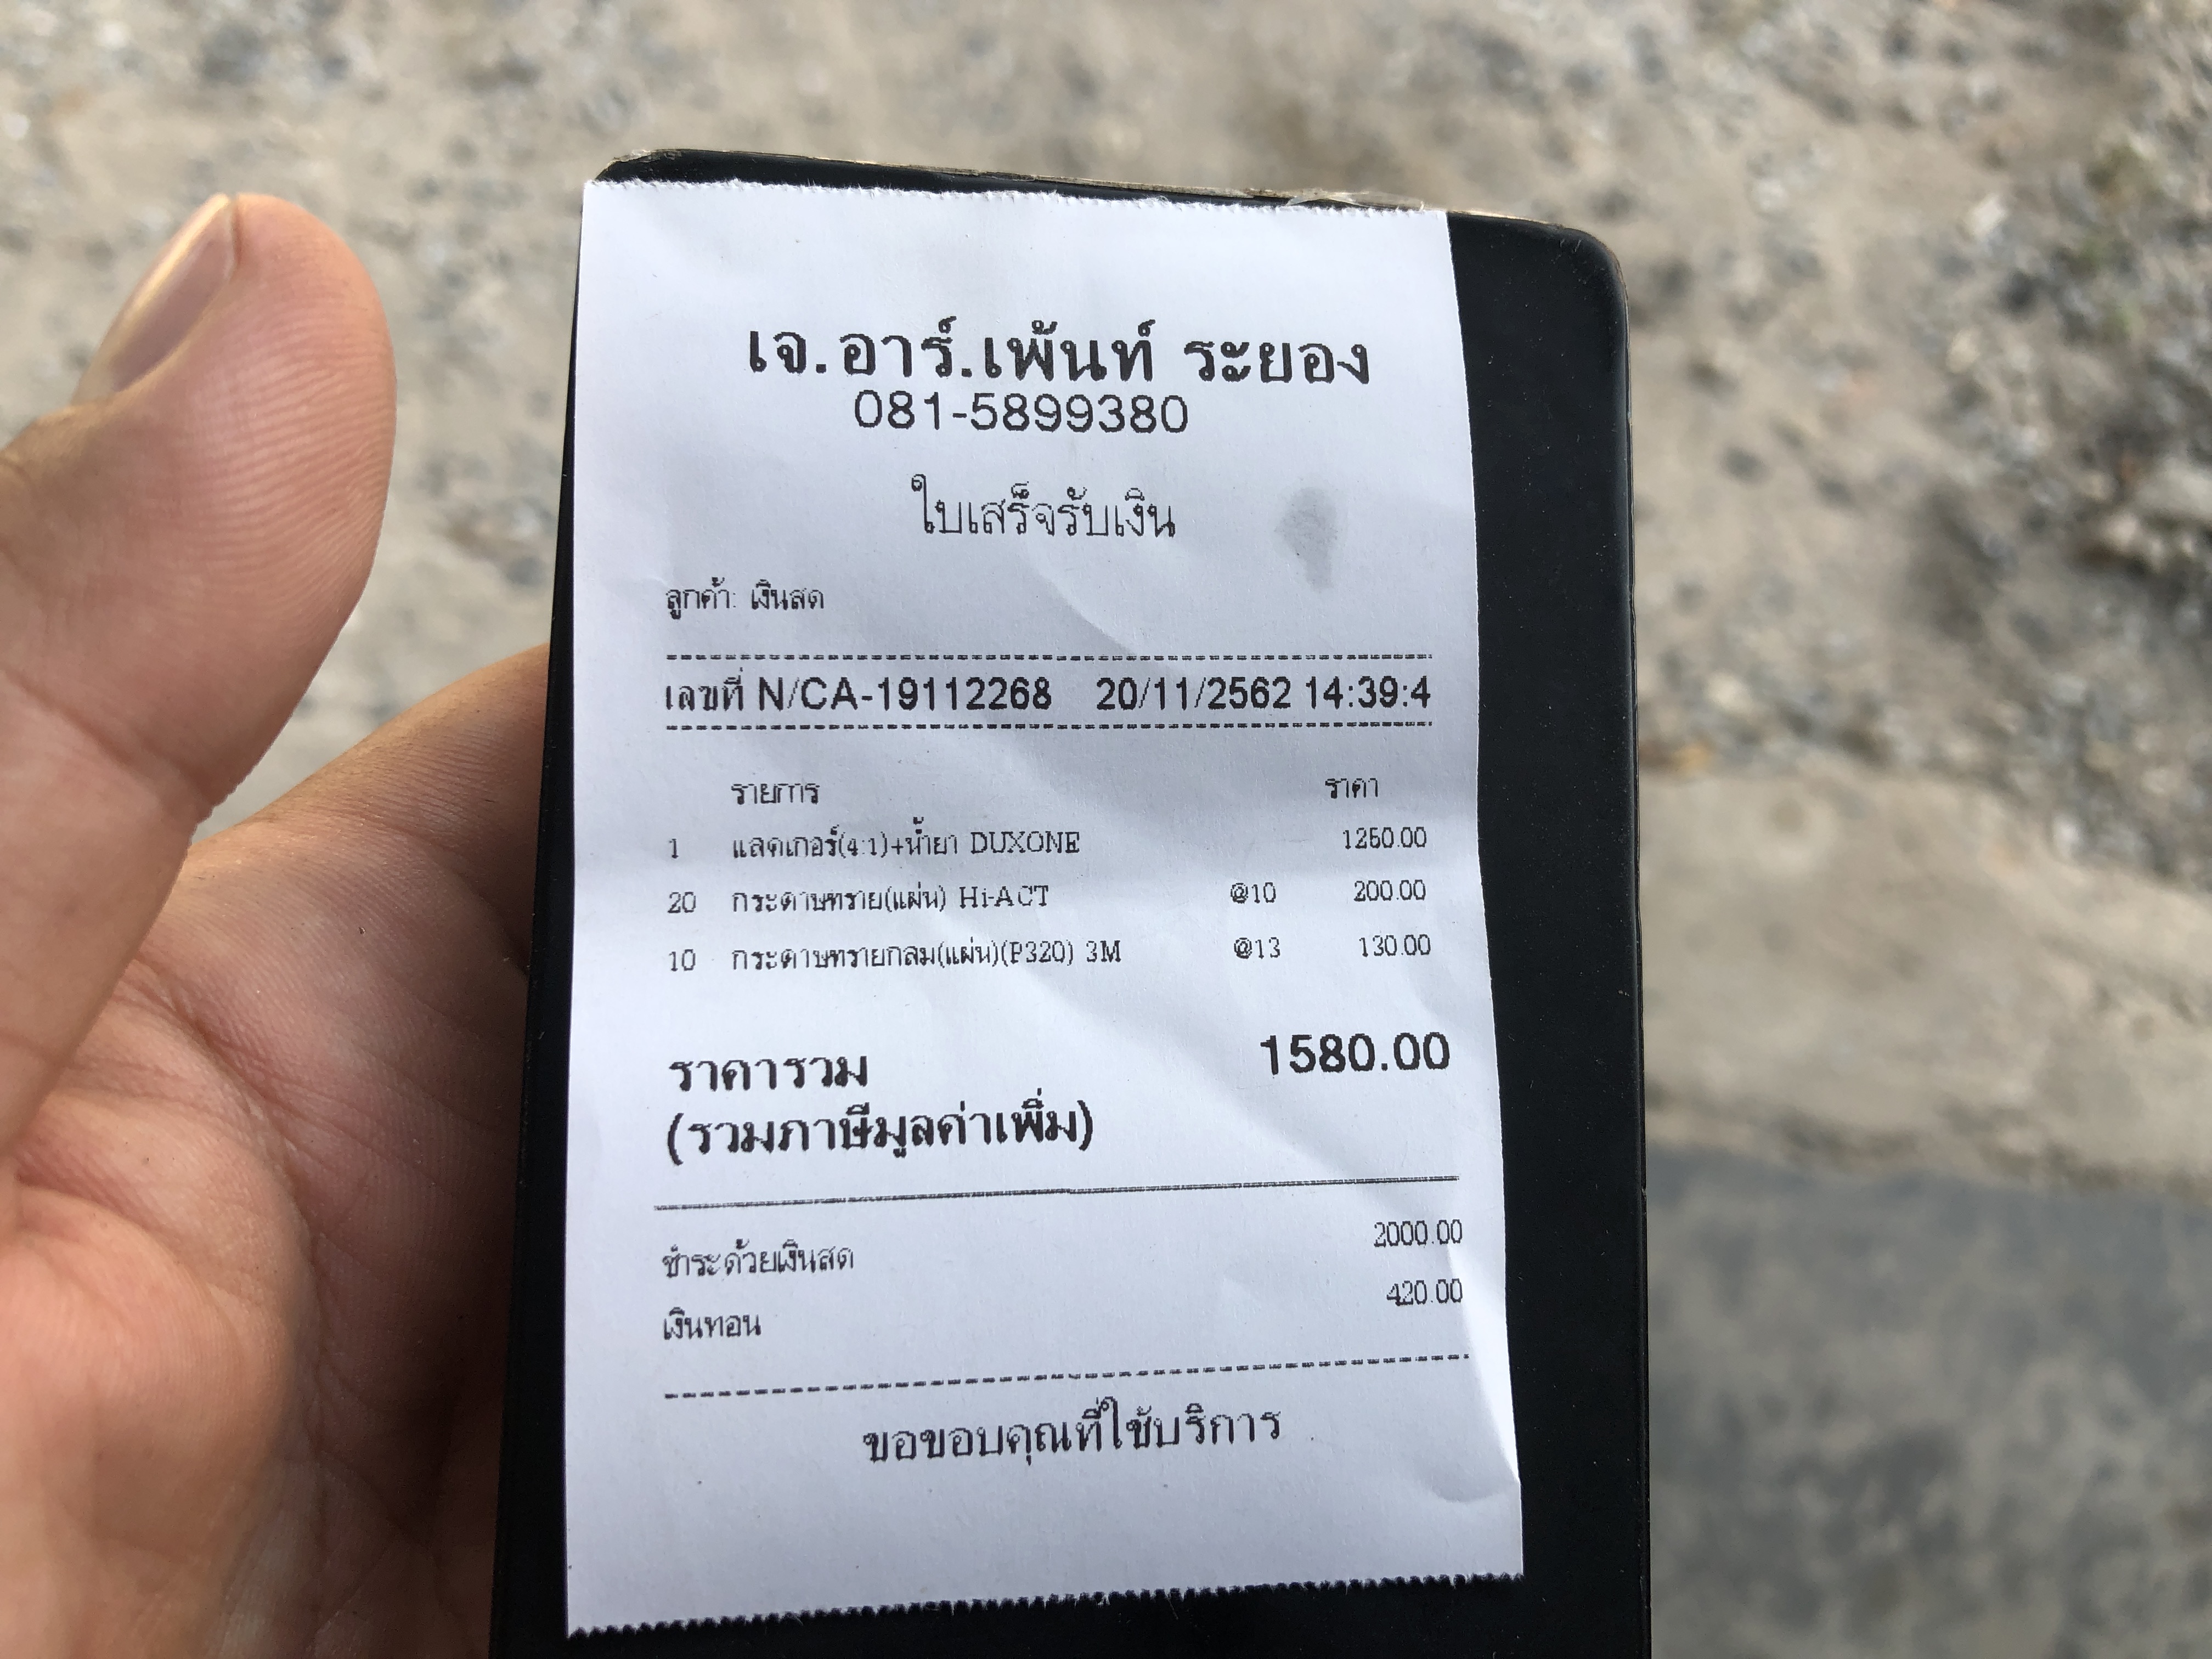 เจ.อาร์.เพ้นท์ ระยอง
081-5899380
ใบเสร็จรับเงิน
ลูกค้า: เงินสด
เลขที่ N/CA-19112268 20/11/2562 14:39:4
รายการ ราคา
1 แลคเกอร์(4:1)+น้ำยา DUXONE 1250.00
20 กระดาษทราย(แผ่น) Hi-ACT @10 200.00
10 กระดาษทรายกลม(แผ่น)(P320) 3M @13 130.00
ราคารวม 1580.00
(รวมภาษีมูลค่าเพิ่ม)
ชำระด้วยเงินสด 2000.00
เงินทอน 420.00
ขอขอบคุณที่ใช้บริการ